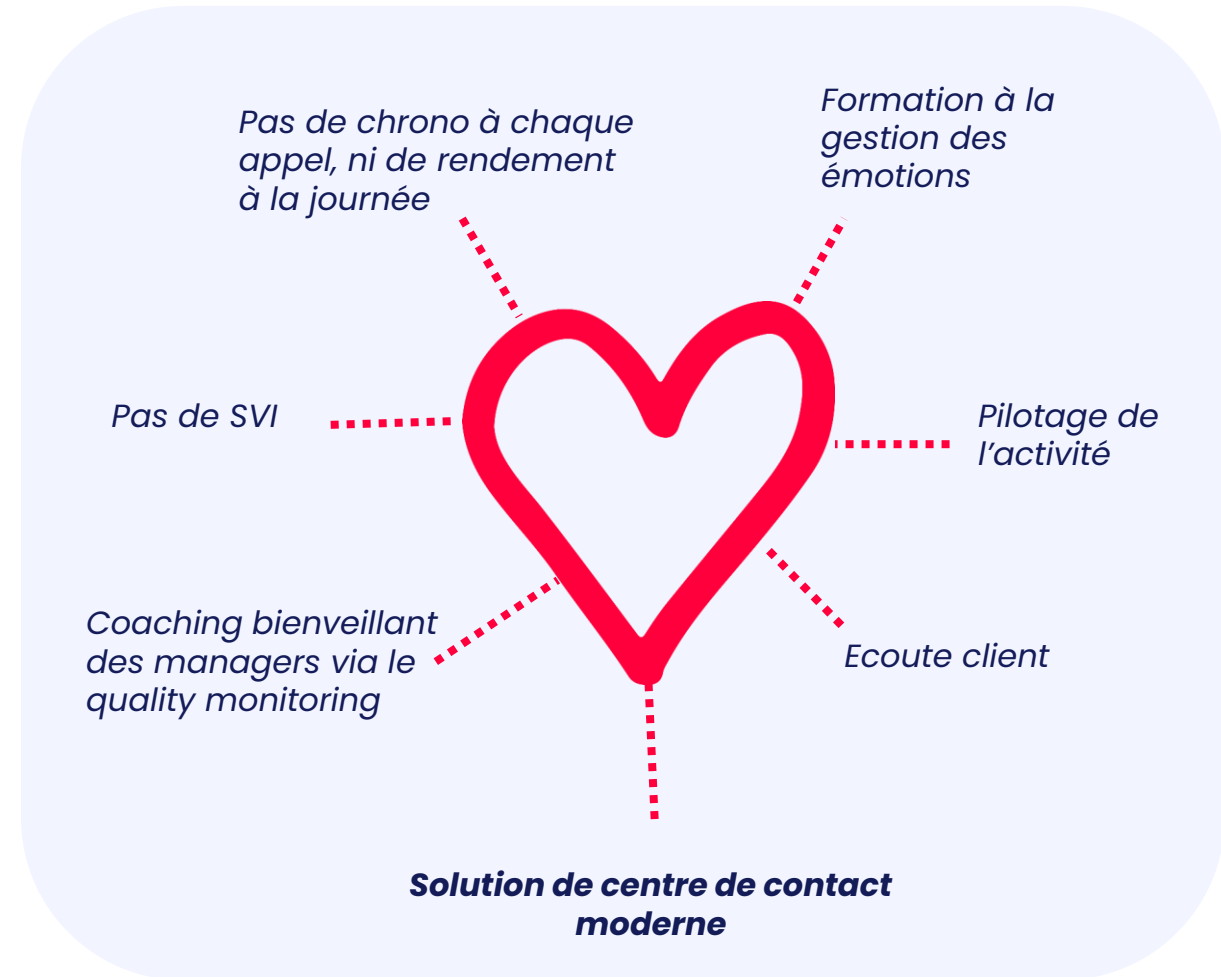 Pas de chrono à chaque
appel, ni de rendement
à la journée
Formation à la
gestion des
émotions
Pas de SVI
Pilotage de
l’activité
Coaching bienveillant
des managers via le
quality monitoring
Ecoute client
Solution de centre de contact
moderne